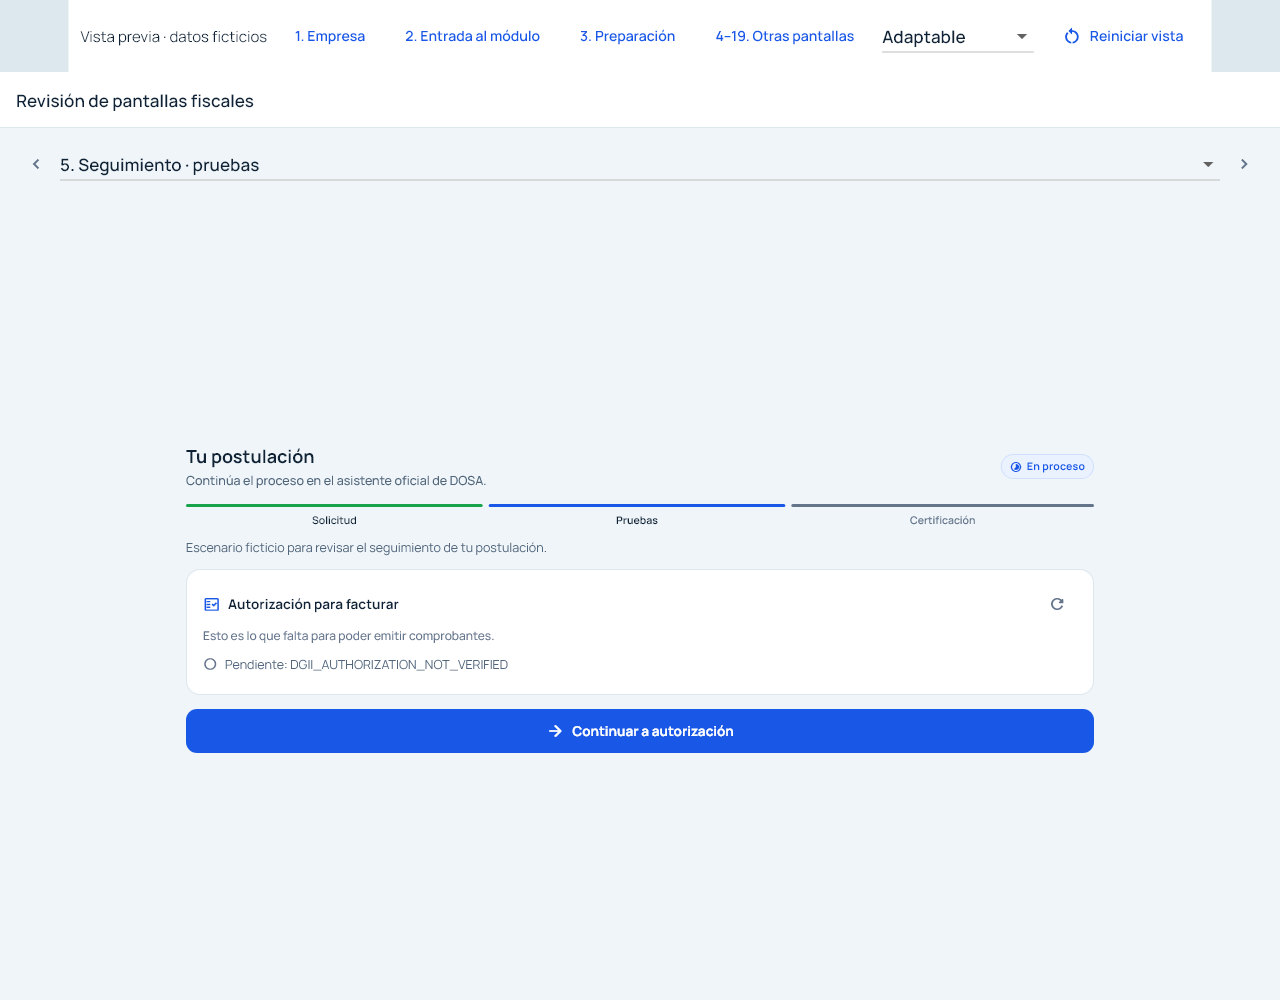 Vista previa · datos ficticios
1. Empresa
2. Entrada al módulo
3. Preparación
4–19. Otras pantallas
Adaptable
Reiniciar vista
Revisión de pantallas fiscales
5. Seguimiento · pruebas
Tu postulación
Continúa el proceso en el asistente oficial de DOSA.
En proceso
Solicitud
Pruebas
Certificación
Escenario ficticio para revisar el seguimiento de tu postulación.
Autorización para facturar
Esto es lo que falta para poder emitir comprobantes.
Pendiente: DGII_AUTHORIZATION_NOT_VERIFIED
Continuar a autorización